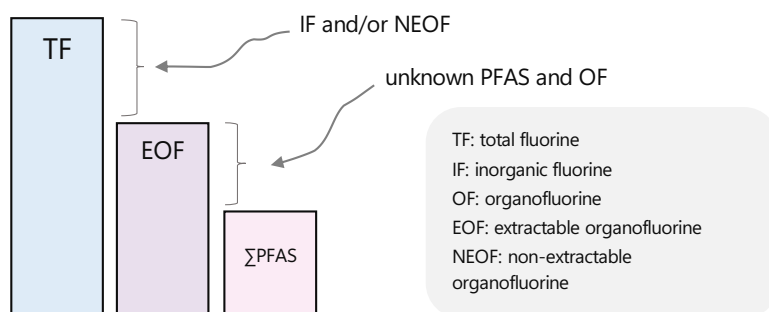 IF and/or NEOF
TF
unknown PFAS and OF
EOF
∑PFAS
TF: total fluorine
IF: inorganic fluorine
OF: organofluorine
EOF: extractable organofluorine
NEOF: non-extractable
organofluorine